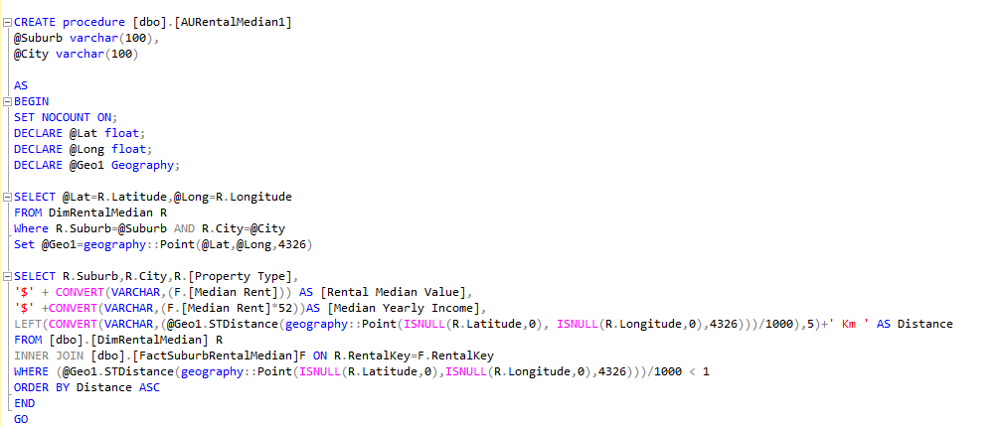 CREATE procedure [dbo].[AURentalMedian1]
@Suburb varchar(100),
@City varchar(100)
AS
BEGIN
SET NOCOUNT ON;
DECLARE @Lat float;
DECLARE @Long float;
DECLARE @Geo1 Geography;
SELECT @Lat=R.Latitude,@Long=R.Longitude
FROM DimRentalMedian R
Where R.Suburb=@Suburb AND R.City=@City
Set @Geo1=geography::Point(@Lat,@Long,4326)
SELECT R.Suburb,R.City,R.[Property Type],
'$' + CONVERT(VARCHAR,(F.[Median Rent])) AS [Rental Median Value],
'$' +CONVERT(VARCHAR,(F.[Median Rent]*52))AS [Median Yearly Income],
LEFT(CONVERT(VARCHAR,(@Geo1.STDistance(geography::Point(ISNULL(R.Latitude,0), ISNULL(R.Longitude,0),4326)))/1000),5)+' Km ' AS Distance
FROM [dbo].[DimRentalMedian] R
INNER JOIN [dbo].[FactSuburbRentalMedian]F ON R.RentalKey=F.RentalKey
WHERE (@Geo1.STDistance(geography::Point(ISNULL(R.Latitude,0),ISNULL(R.Longitude,0),4326)))/1000 < 1
ORDER BY Distance ASC
END
GO